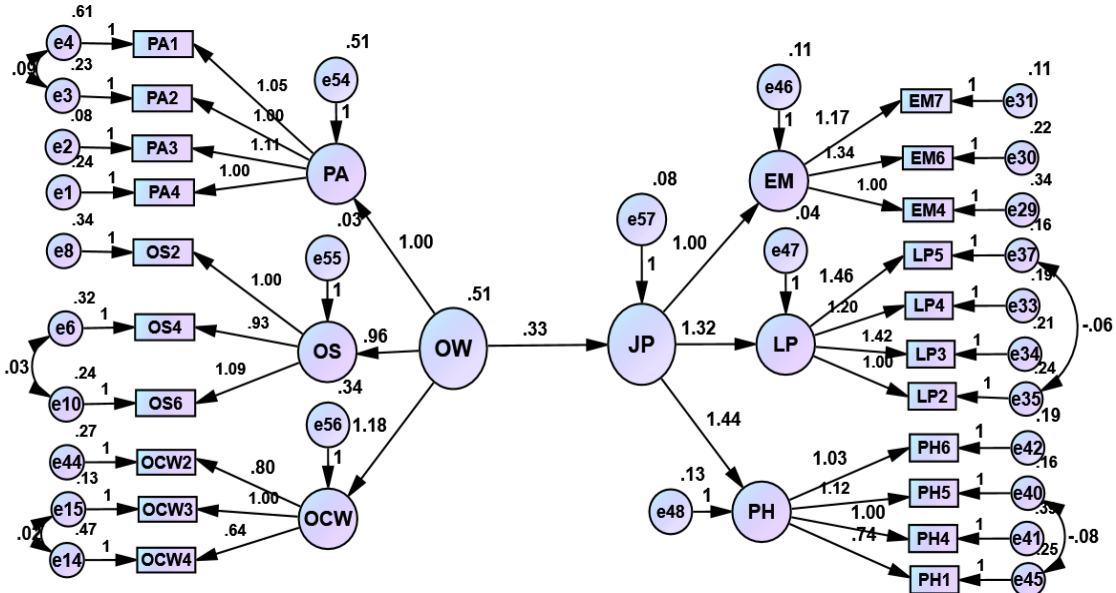 .61
e4 1 PA1
.09 .23
e3 1 PA2
.08
e2 1 PA3
.24
e1 1 PA4
.34
e8 1 OS2
.32
e6 1 OS4
.03 .24
e10 1 OS6
.27
e44 1 OCW2
.13
e15 1 OCW3
.02 .47
e14 1 OCW4
1.05
1.00
1.11
1.00
.51
e54
1
PA
1.00
.03
e55
1
1.00
.93
1.09
OS
.96
.34
e56
1
1.18
.80
1.00
.64
OCW
.51
OW
.33
.08
e57
1
JP
1.00
1.32
1.44
.11
e46
1
EM
1.17
1.34
1.00
EM7 1 e31 .11
EM6 1 e30 .22
EM4 1 e29 .34
.04
e47
1
LP
1.46
1.20
1.42
1.00
LP5 1 e37 .16
LP4 1 e33 .19
LP3 1 e34 .21
LP2 1 e35 .24
-.06
.13
e48 1
PH
1.03
1.12
1.00
.74
PH6 1 e42 .19
PH5 1 e40 .16
PH4 1 e41
PH1 1 e45 .25
-.08